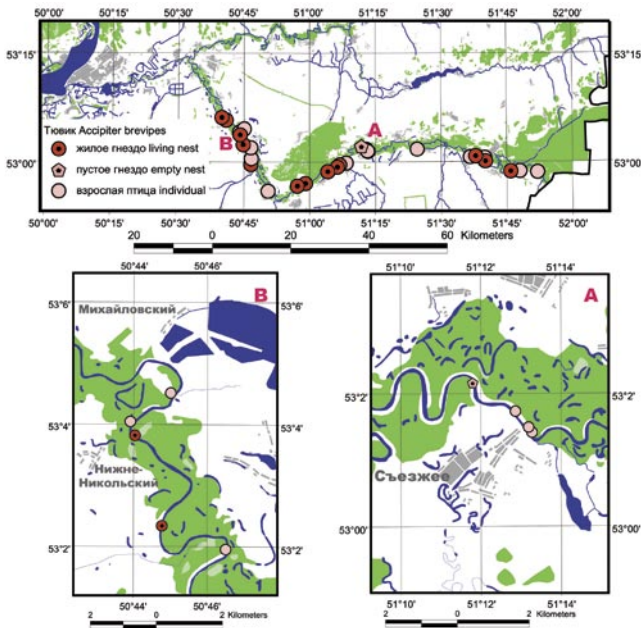 50°00' 50°15' 50°30' 50°45' 51°00' 51°15' 51°30' 51°45' 52°00'
53°15'
53°15'
Тювик Accipiter brevipes
жилое гнездо living nest
пустое гнездо empty nest
взрослая птица individual
B
A
53°00'
53°00'
50°00' 50°15' 50°30' 50°45' 51°00' 51°15' 51°30' 51°45' 52°00'
20 0 20 40 60 Kilometers
50°44' 50°46'
B
53°6'
53°6'
Михайловский
53°4'
53°4'
Нижне-
Никольский
53°2'
53°2'
50°44' 50°46'
2 0 2 Kilometers
51°10' 51°12' 51°14'
A
53°2'
53°2'
Съезжее
53°00'
53°00'
51°10' 51°12' 51°14'
2 0 2 Kilometers